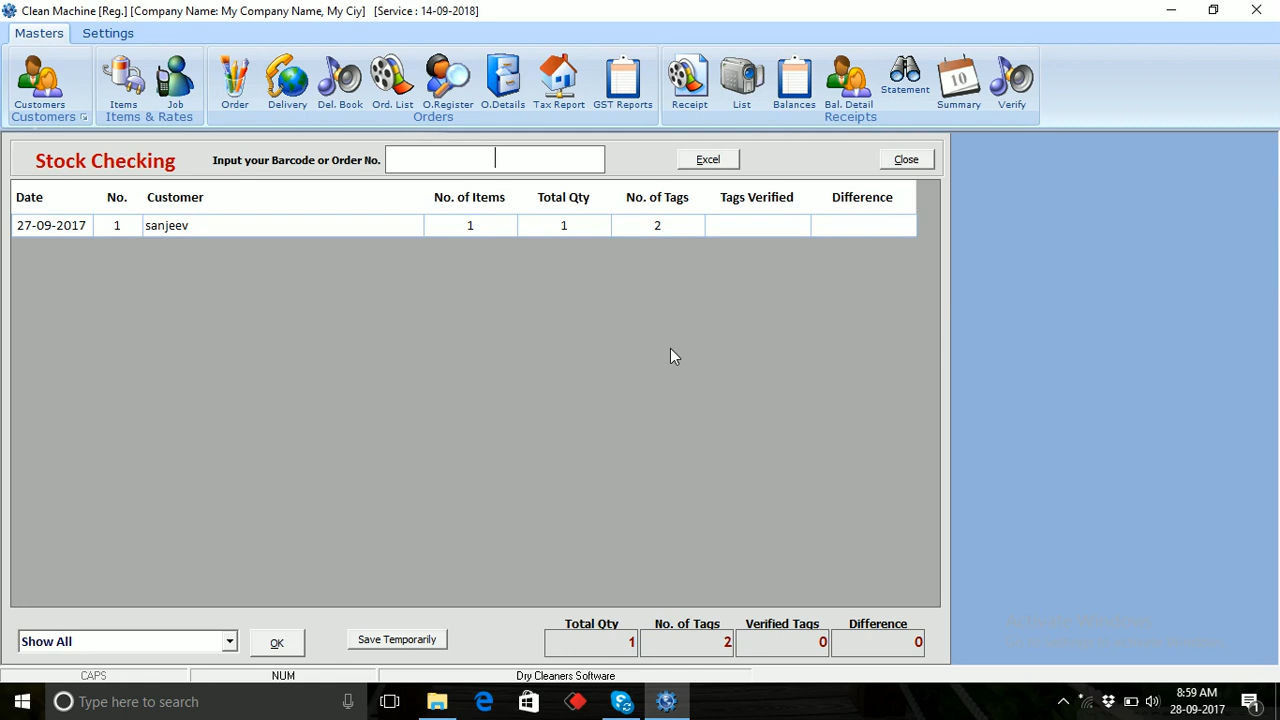 Clean Machine [Reg.] [Company Name: My Company Name, My Ciy] [Service : 14-09-2018]
Masters Settings
Customers Items Job Order Delivery Del. Book Ord. List O.Register O.Details Tax Report GST Reports Receipt List Balances Bal. Detail Statement Summary Verify
10
Customers Items & Rates Orders Receipts
Stock Checking Input your Barcode or Order No. Excel Close
Date No. Customer No. of Items Total Qty No. of Tags Tags Verified Difference
27-09-2017 1 sanjeev 1 1 2
Total Qty No. of Tags Verified Tags Difference
Show All OK Save Temporarily 1 2 0 0
CAPS NUM Dry Cleaners Software
Type here to search
8:59 AM
28-09-2017
1